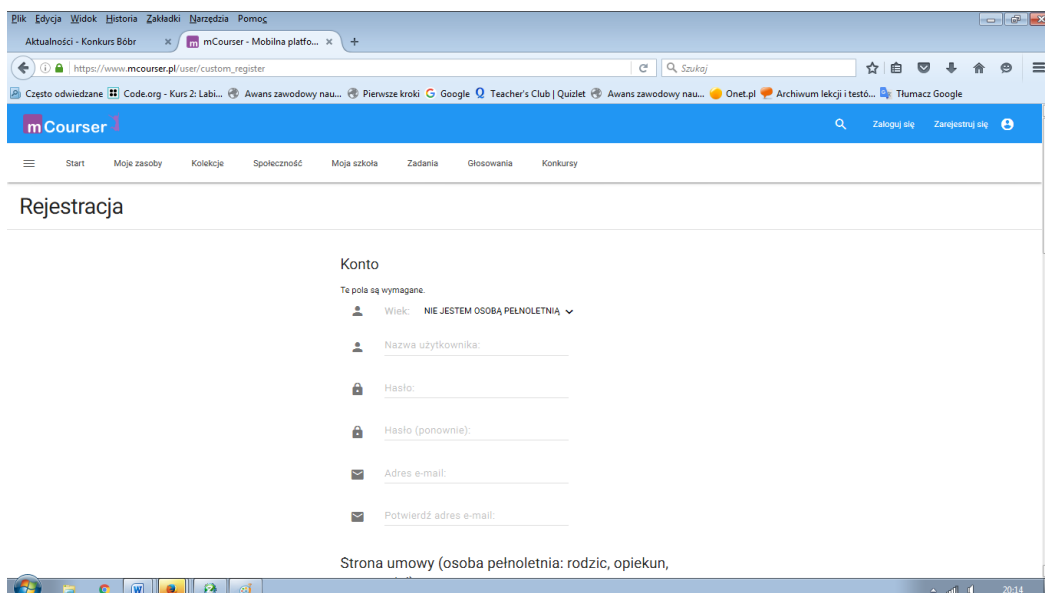 Plik Edycja Widok Historia Zakładki Narzędzia Pomoc
Aktualności - Konkurs Bóbr × m mCourser - Mobilna platfo... × +
https://www.mcourser.pl/user/custom_register Szukaj
Często odwiedzane Code.org - Kurs 2: Labi... Awans zawodowy nau... Pierwsze kroki G Google Q Teacher's Club | Quizlet Awans zawodowy nau... Onet.pl Archiwum lekcji i testó... Tłumacz Google
mCourser Zaloguj się Zarejestruj się
Start Moje zasoby Kolekcje Społeczność Moja szkoła Zadania Głosowania Konkursy
Rejestracja
Konto
Te pola są wymagane.
Wiek: NIE JESTEM OSOBĄ PEŁNOLETNIĄ
Nazwa użytkownika:
Hasło:
Hasło (ponownie):
Adres e-mail:
Potwierdź adres e-mail:
Strona umowy (osoba pełnoletnia: rodzic, opiekun,
20:14